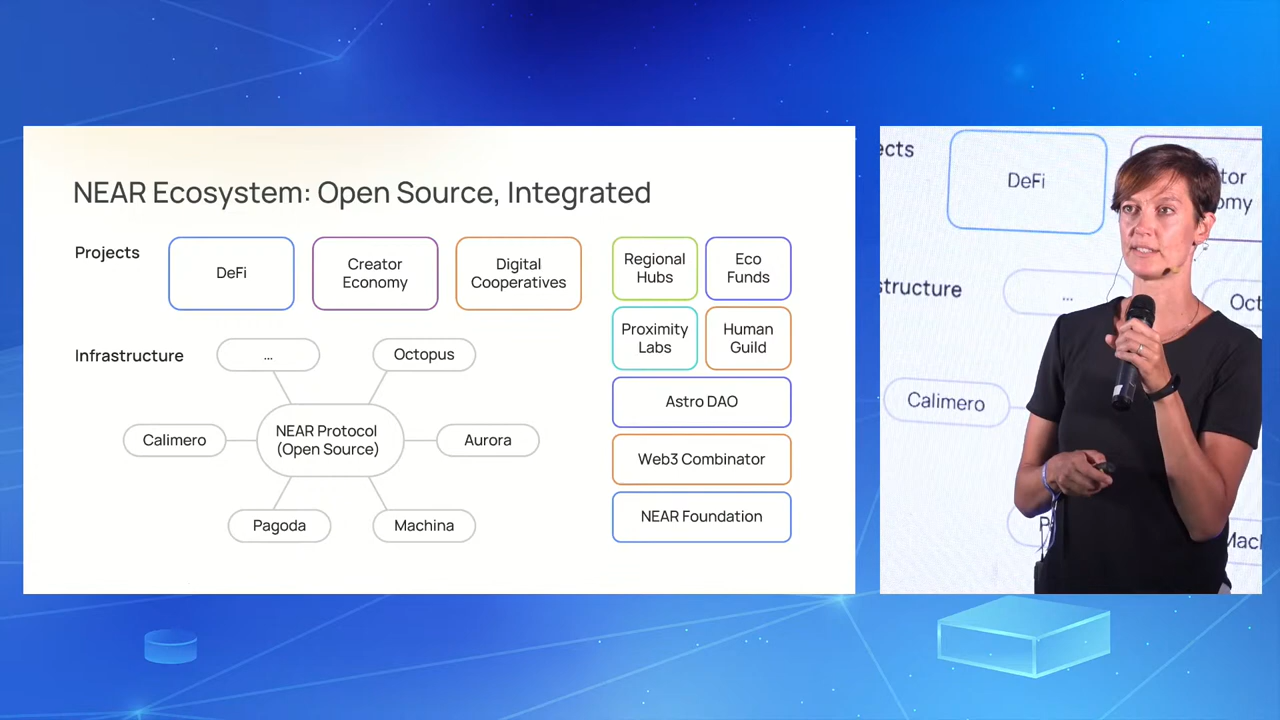 NEAR Ecosystem: Open Source, Integrated
Projects
DeFi
Creator
Economy
Digital
Cooperatives
Regional
Hubs
Eco
Funds
Proximity
Labs
Human
Guild
Infrastructure
...
Octopus
Calimero
NEAR Protocol
(Open Source)
Aurora
Pagoda
Machina
Astro DAO
Web3 Combinator
NEAR Foundation
ects
DeFi
tor
omy
structure
...
Oct
Calimero
P
Mac